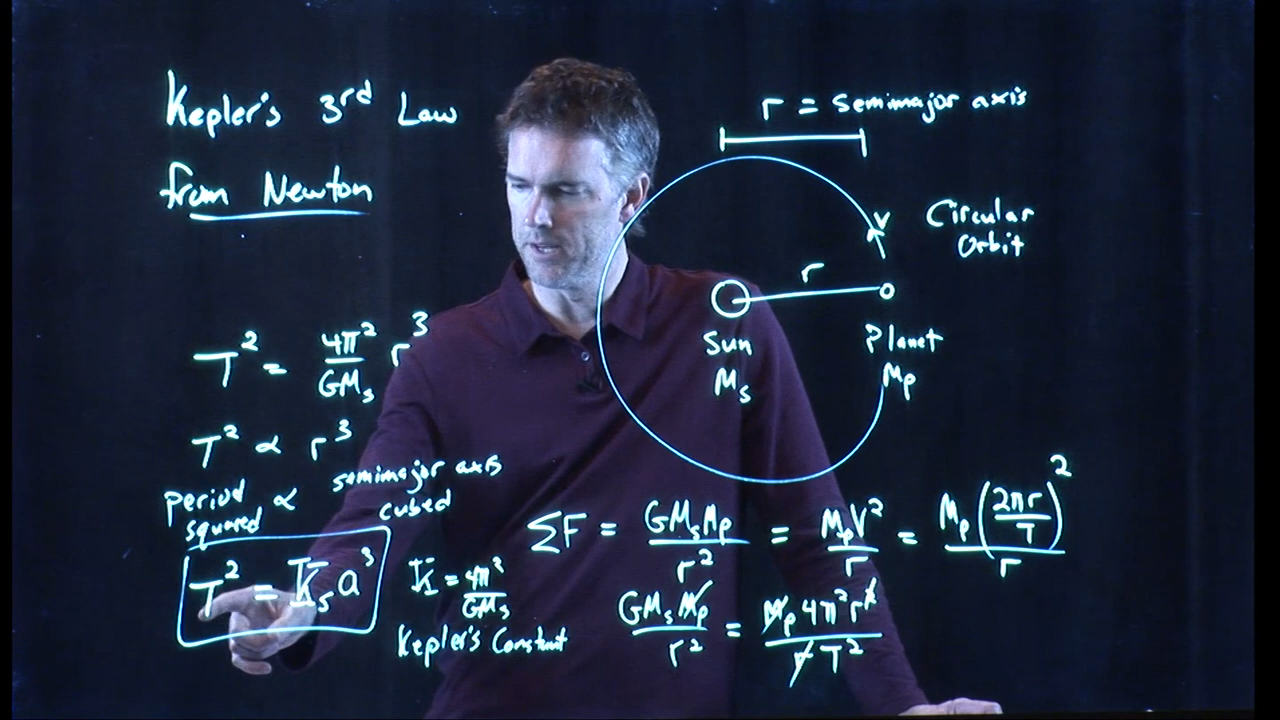 Kepler's 3rd Law
from Newton
T² = 4π²/GMₛ r³
T² ∝ r³
period squared ∝ semimajor axis cubed
T² = Kₛ a³
K = 4π²/GMₛ
Kepler's Constant
r = semimajor axis
v
Circular
Orbit
r
Sun
Mₛ
Planet
Mₚ
ΣF = GMₛMₚ/r² = MₚV²/r = Mₚ(2πr/T)²/r
GMₛMₚ/r² = Mₚ4π²r²/rT²